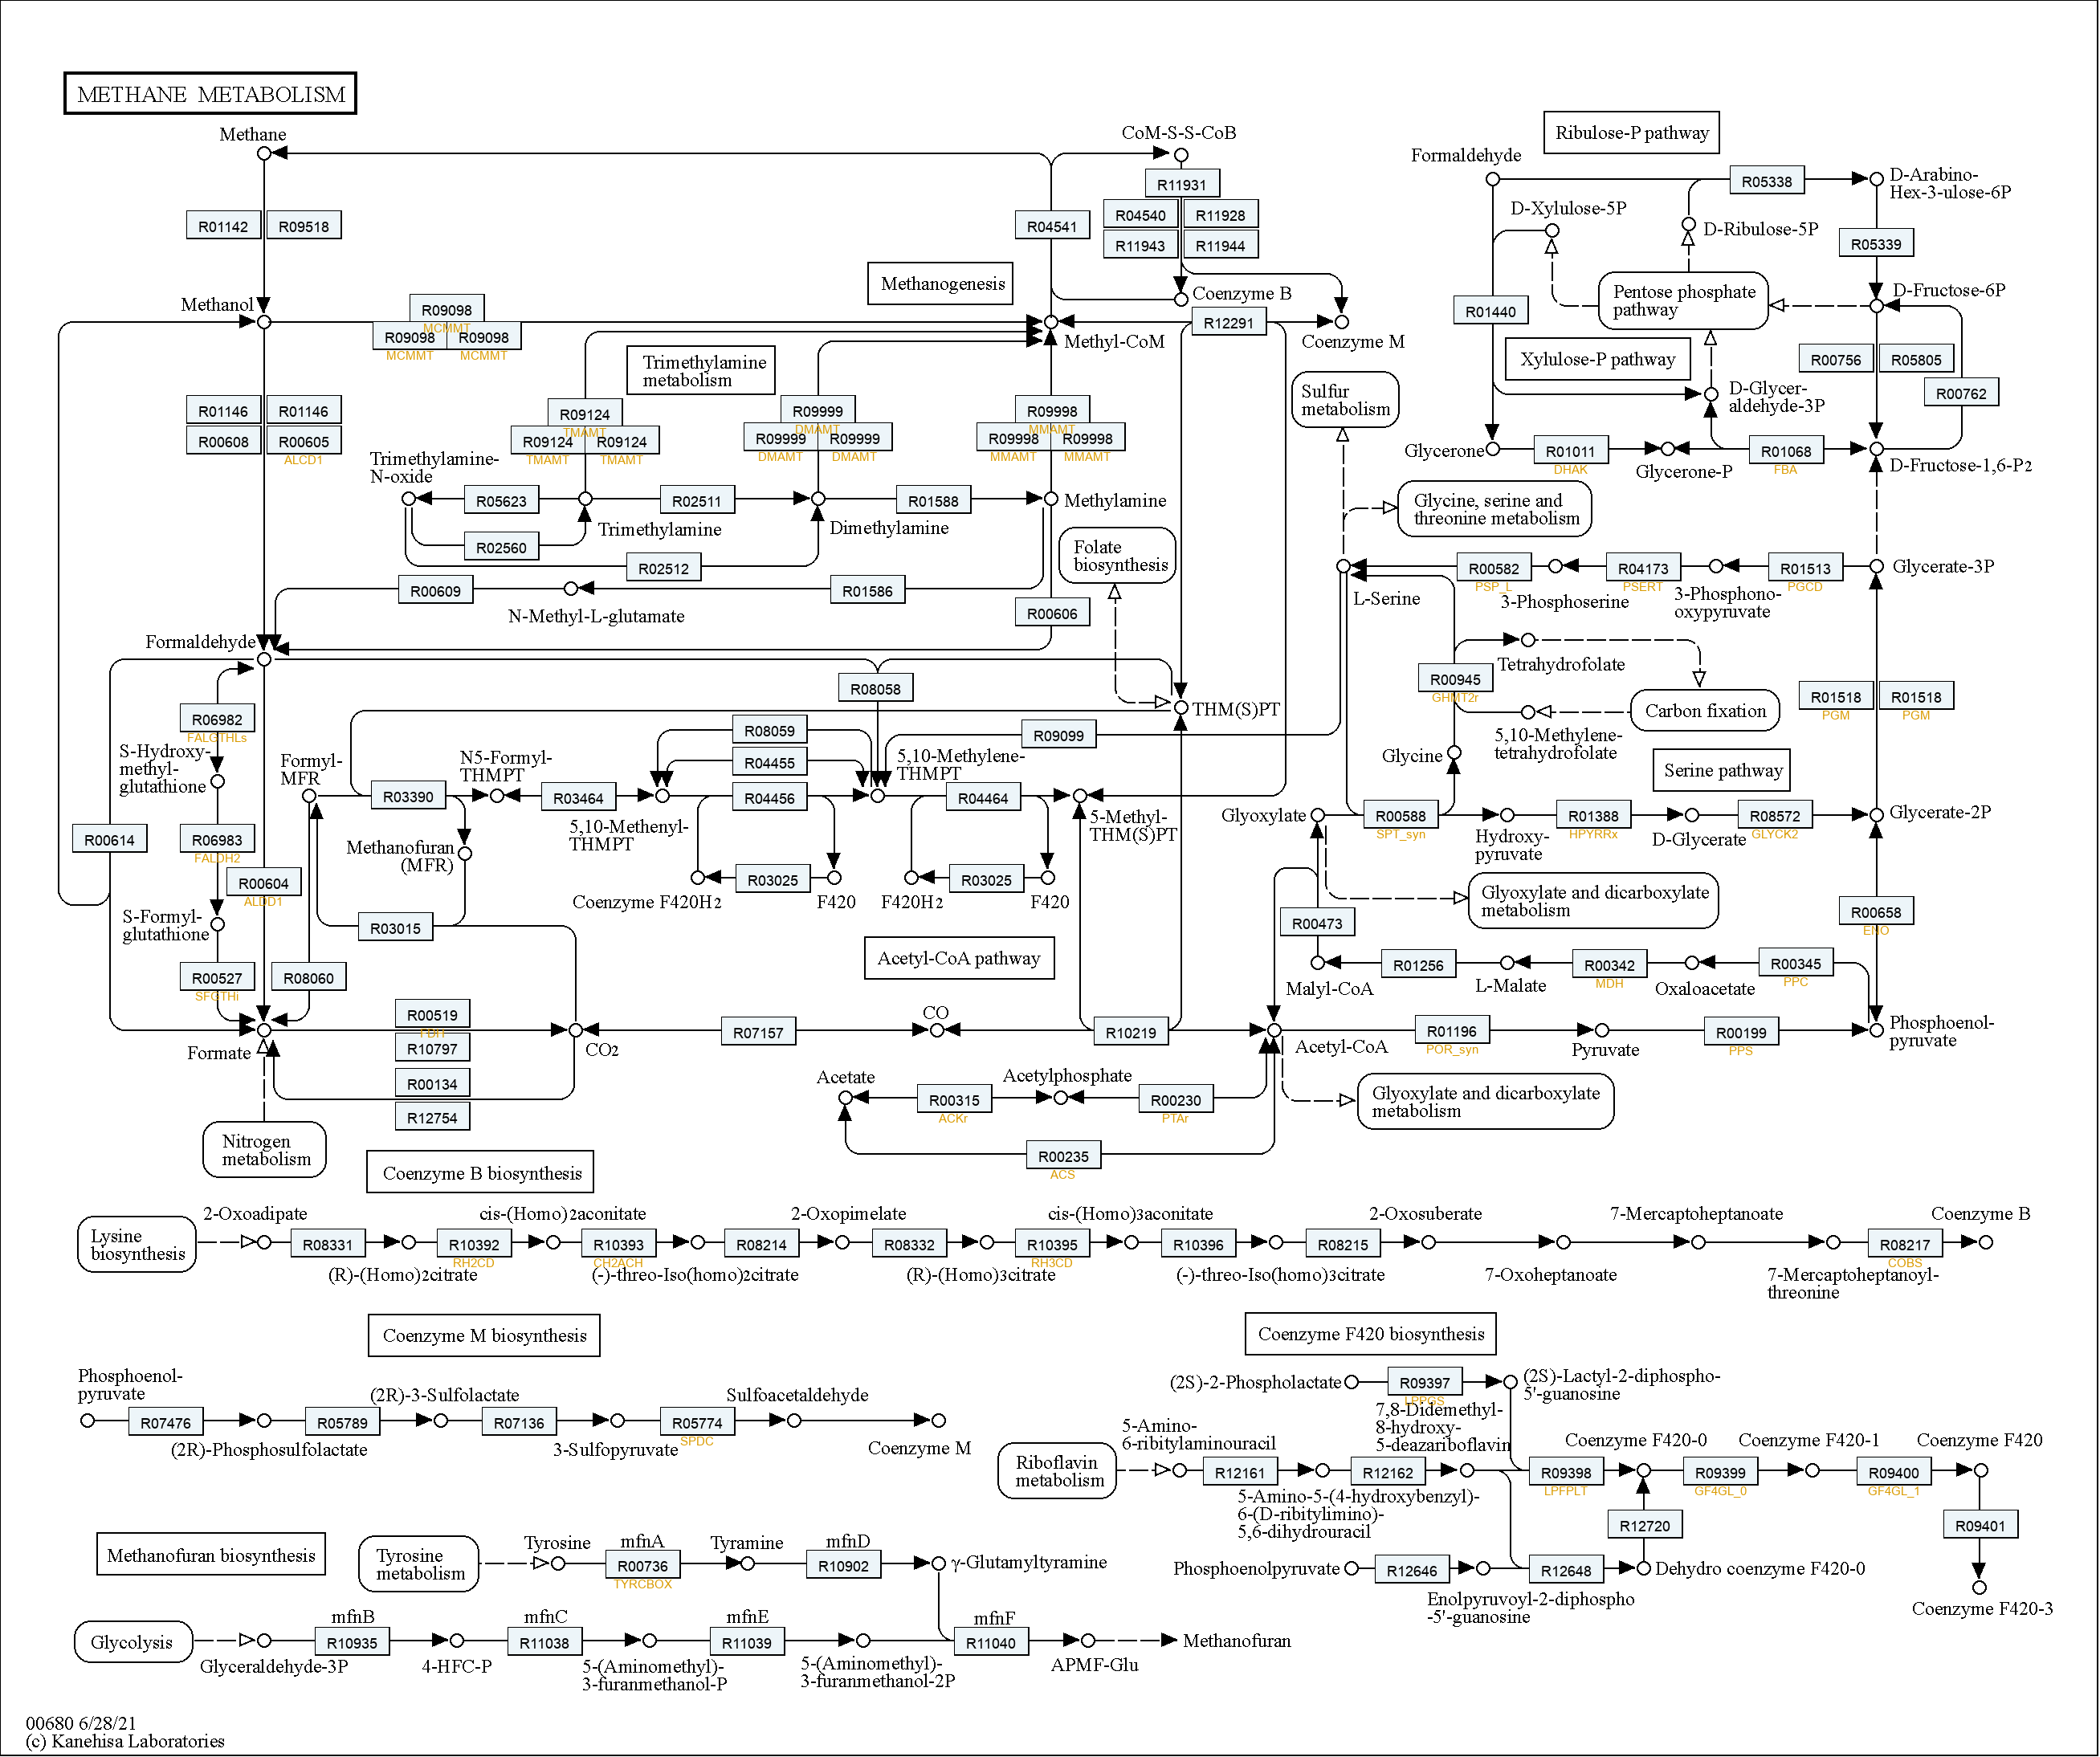 METHANE METABOLISM
Methane
CoM-S-S-CoB
Ribulose-P pathway
Formaldehyde
R05338
D-Arabino-
Hex-3-ulose-6P
R11931
R01142
R09518
R04541
R04540
R11928
R11943
R11944
D-Xylulose-5P
D-Ribulose-5P
R05339
Methanogenesis
Coenzyme B
Pentose phosphate
pathway
D-Fructose-6P
Methanol
R09098
MCMMT
R09098
R09098
MCMMT
MCMMT
R12291
R01440
Methyl-CoM
Coenzyme M
Trimethylamine
metabolism
Xylulose-P pathway
R00756
R05805
Sulfur
metabolism
D-Glycer-
aldehyde-3P
R00762
R01146
R01146
R00608
R00605
ALCD1
R09124
TMAMT
R09124
R09124
TMAMT
TMAMT
R09999
DMAMT
R09999
R09999
DMAMT
DMAMT
R09998
MMAMT
R09998
R09998
MMAMT
MMAMT
Glycerone
R01011
DHAK
Glycerone-P
R01068
FBA
D-Fructose-1,6-P2
Trimethylamine-
N-oxide
R05623
R02511
R01588
Methylamine
Trimethylamine
Dimethylamine
R02560
R02512
Glycine, serine and
threonine metabolism
Folate
biosynthesis
R00609
R01586
N-Methyl-L-glutamate
R00606
R00582
PSP_L
R04173
PSERT
R01513
PGCD
Glycerate-3P
L-Serine
3-Phosphoserine
3-Phosphono-
oxypyruvate
Formaldehyde
R08058
Tetrahydrofolate
R00945
GHMT2r
THM(S)PT
Carbon fixation
R01518
R01518
PGM
PGM
R06982
FALGTHLs
R08059
R09099
R04455
5,10-Methylene-
tetrahydrofolate
S-Hydroxy-
methyl-
glutathione
Formyl-
MFR
N5-Formyl-
THMPT
5,10-Methylene-
THMPT
Glycine
Serine pathway
R03390
R03464
R04456
R04464
5,10-Methenyl-
THMPT
5-Methyl-
THM(S)PT
Glyoxylate
R00588
SPT_syn
R01388
HPYRRx
R08572
GLYCK2
Glycerate-2P
Hydroxy-
pyruvate
D-Glycerate
R00614
R06983
FALDH2
Methanofuran
(MFR)
R03025
R03025
Coenzyme F420H2
F420
F420H2
F420
R00604
ALDD1
Glyoxylate and dicarboxylate
metabolism
S-Formyl-
glutathione
R03015
R00473
R00658
ENO
Acetyl-CoA pathway
R00527
SFGTHi
R08060
R01256
R00342
MDH
R00345
PPC
Malyl-CoA
L-Malate
Oxaloacetate
R00519
FDH
CO
R07157
R10219
R01196
POR_syn
R00199
PPS
Phosphoenol-
pyruvate
Formate
R10797
CO2
Acetyl-CoA
Pyruvate
R00134
Acetate
Acetylphosphate
R00315
ACKr
R00230
PTAr
Glyoxylate and dicarboxylate
metabolism
R12754
Nitrogen
metabolism
R00235
ACS
Coenzyme B biosynthesis
2-Oxoadipate
cis-(Homo)2aconitate
2-Oxopimelate
cis-(Homo)3aconitate
2-Oxosuberate
7-Mercaptoheptanoate
Coenzyme B
Lysine
biosynthesis
R08331
R10392
RH2CD
R10393
CH2ACH
R08214
R08332
R10395
RH3CD
R10396
R08215
R08217
COBS
(R)-(Homo)2citrate
(-)-threo-Iso(homo)2citrate
(R)-(Homo)3citrate
(-)-threo-Iso(homo)3citrate
7-Oxoheptanoate
7-Mercaptoheptanoyl-
threonine
Coenzyme M biosynthesis
Coenzyme F420 biosynthesis
Phosphoenol-
pyruvate
(2R)-3-Sulfolactate
Sulfoacetaldehyde
R07476
R05789
R07136
R05774
SPDC
(2R)-Phosphosulfolactate
3-Sulfopyruvate
Coenzyme M
(2S)-2-Phospholactate
R09397
LPPGS
(2S)-Lactyl-2-diphospho-
5'-guanosine
7,8-Didemethyl-
8-hydroxy-
5-deazariboflavin
5-Amino-
6-ribitylaminouracil
Coenzyme F420-0
Coenzyme F420-1
Coenzyme F420
Riboflavin
metabolism
R12161
R12162
R09398
LPFPLT
R09399
GF4GL_0
R09400
GF4GL_1
5-Amino-5-(4-hydroxybenzyl)-
6-(D-ribitylimino)-
5,6-dihydrouracil
R12720
R09401
Phosphoenolpyruvate
R12646
R12648
Dehydro coenzyme F420-0
Enolpyruvoyl-2-diphospho
-5'-guanosine
Coenzyme F420-3
Methanofuran biosynthesis
Tyrosine
metabolism
Tyrosine
mfnA
R00736
TYRCBOX
Tyramine
mfnD
R10902
γ-Glutamyltyramine
Glycolysis
mfnB
R10935
mfnC
R11038
mfnE
R11039
mfnF
R11040
Methanofuran
Glyceraldehyde-3P
4-HFC-P
5-(Aminomethyl)-
3-furanmethanol-P
5-(Aminomethyl)-
3-furanmethanol-2P
APMF-Glu
00680 6/28/21
(c) Kanehisa Laboratories